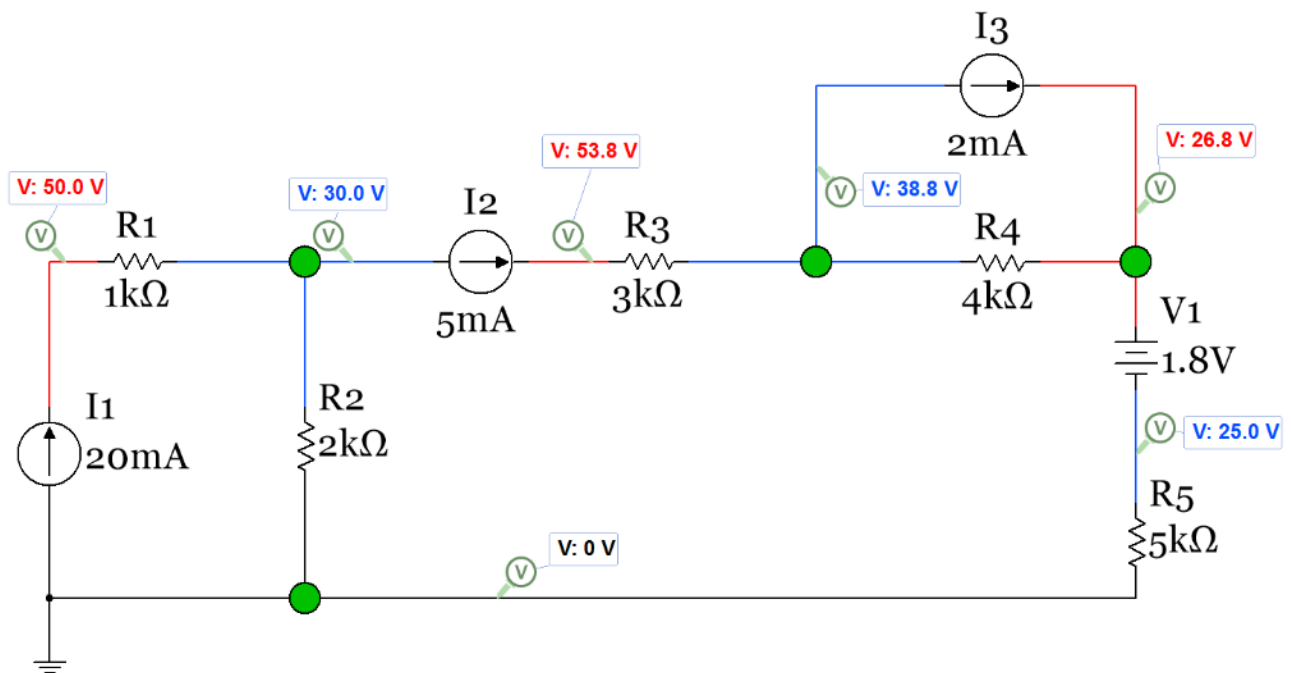 I3
2mA
V: 26.8 V
V: 53.8 V
V: 38.8 V
V: 50.0 V
V: 30.0 V
V
V
V
V
V
R1
1kΩ
I2
5mA
R3
3kΩ
R4
4kΩ
V1
1.8V
I1
20mA
R2
2kΩ
V
V: 25.0 V
R5
5kΩ
V: 0 V
V